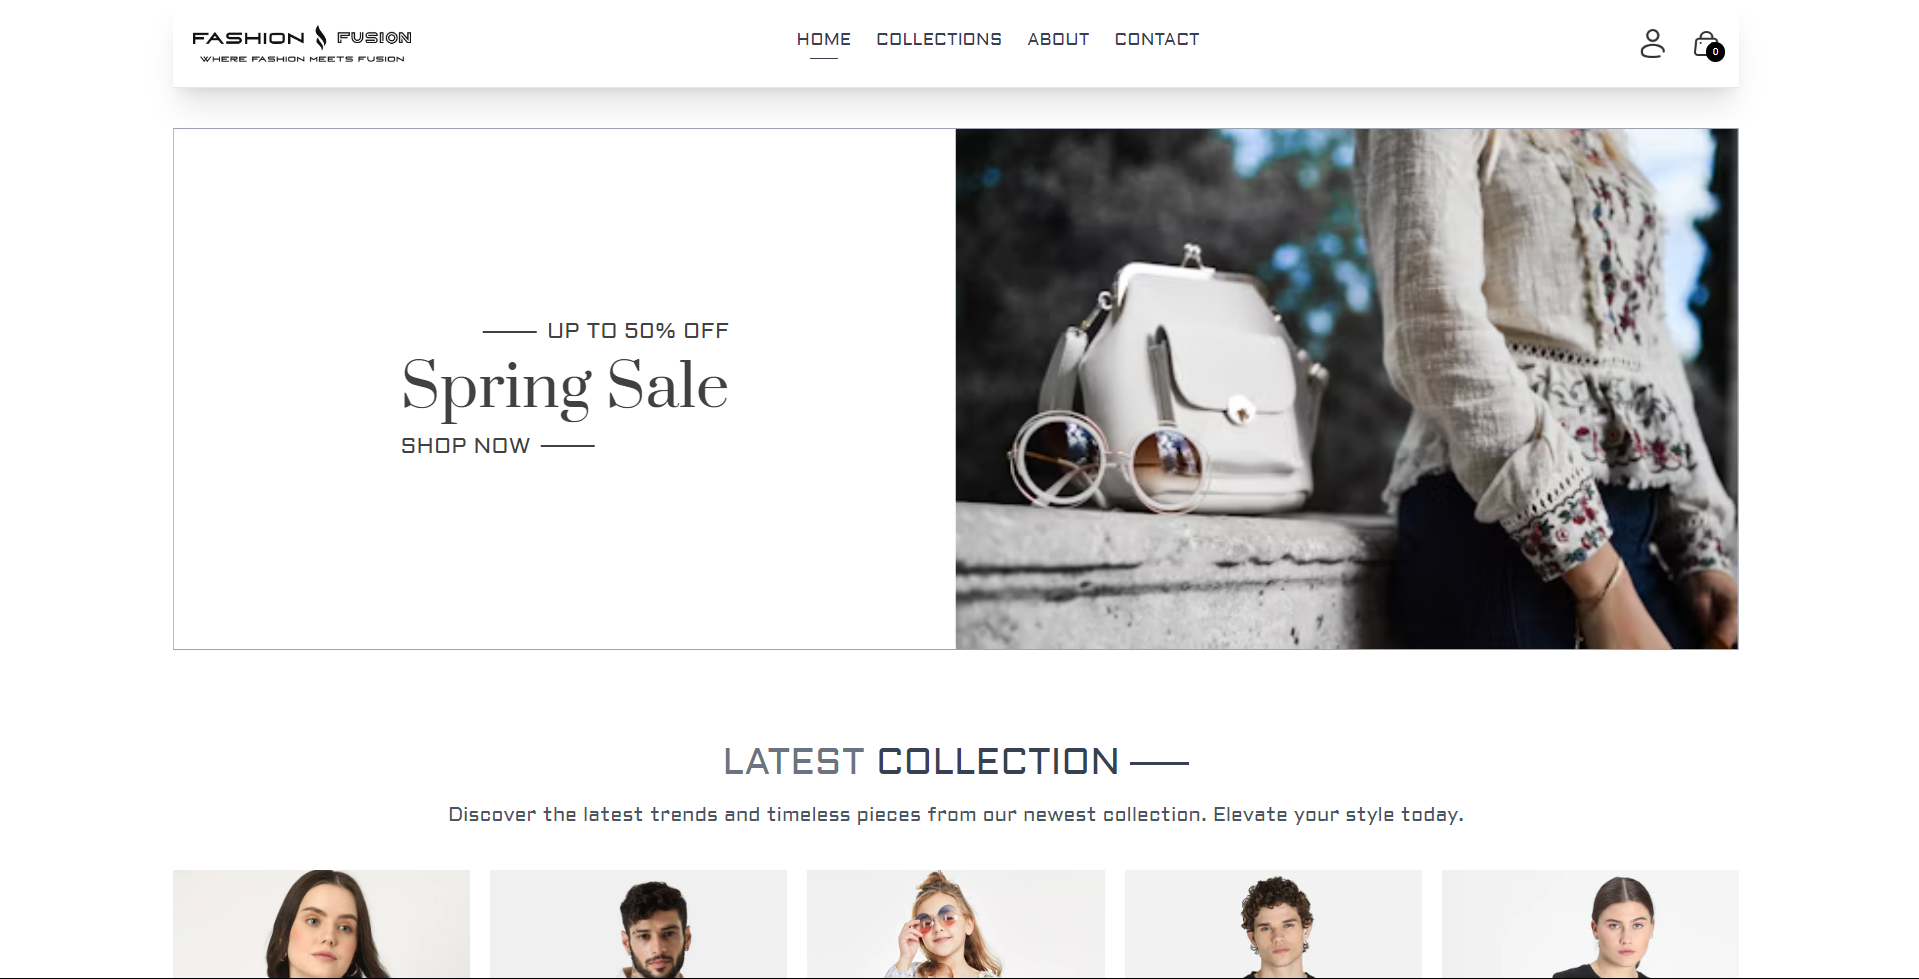 FASHION FUSION
WHERE FASHION MEETS FUSION
HOME COLLECTIONS ABOUT CONTACT
0
UP TO 50% OFF
Spring Sale
SHOP NOW
LATEST COLLECTION
Discover the latest trends and timeless pieces from our newest collection. Elevate your style today.